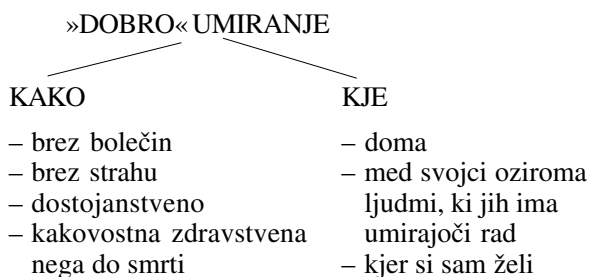 »DOBRO« UMIRANJE
KAKO
– brez bolečin
– brez strahu
– dostojanstveno
– kakovostna zdravstvena
nega do smrti
KJE
– doma
– med svojci oziroma
ljudmi, ki jih ima
umirajoči rad
– kjer si sam želi